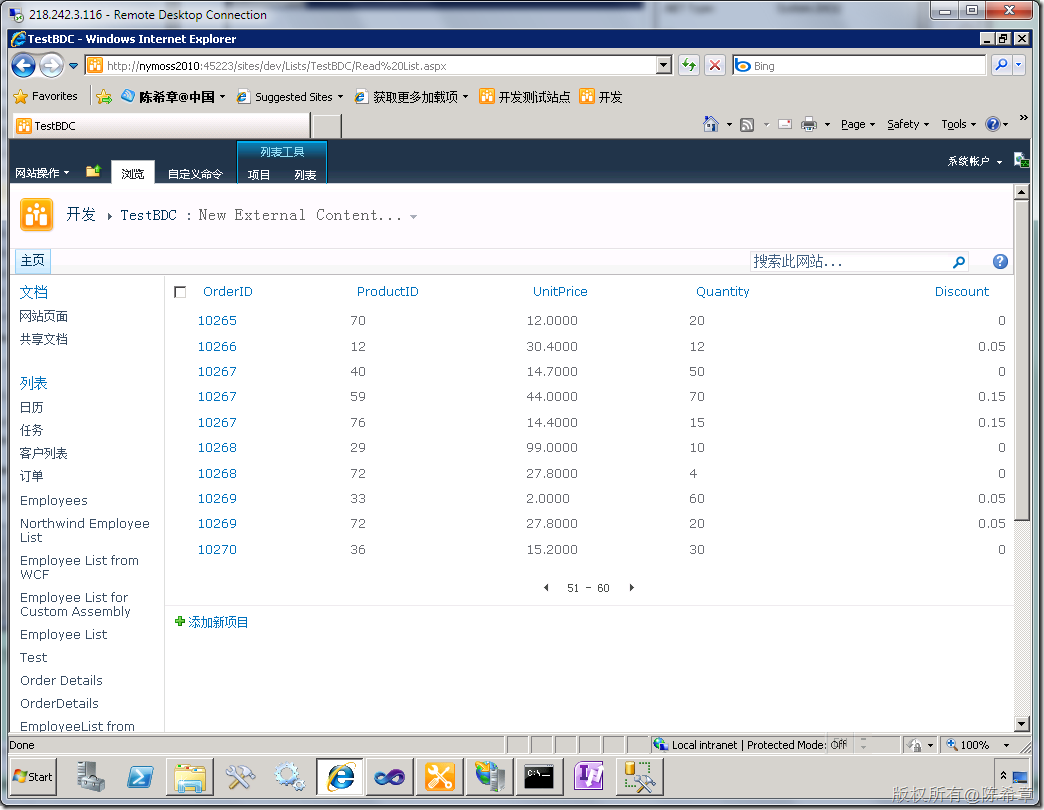 218.242.3.116 - Remote Desktop Connection
TestBDC - Windows Internet Explorer
http://nymoss2010:45223/sites/dev/Lists/TestBDC/Read%20List.aspx
Bing
Favorites 陈希章@中国 Suggested Sites 获取更多加载项 开发测试站点 开发
TestBDC
Page Safety Tools
列表工具
网站操作 浏览 自定义命令 项目 列表 系统帐户
开发 TestBDC : New External Content...
主页 搜索此网站...
文档
网站页面
共享文档
列表
日历
任务
客户列表
订单
Employees
Northwind Employee
List
Employee List from
WCF
Employee List for
Custom Assembly
Employee List
Test
Order Details
OrderDetails
EmployeeList from
OrderID ProductID UnitPrice Quantity Discount
10265 70 12.0000 20 0
10266 12 30.4000 12 0.05
10267 40 14.7000 50 0
10267 59 44.0000 70 0.15
10267 76 14.4000 15 0.15
10268 29 99.0000 10 0
10268 72 27.8000 4 0
10269 33 2.0000 60 0.05
10269 72 27.8000 20 0.05
10270 36 15.2000 30 0
51 - 60
添加新项目
Done Local intranet | Protected Mode: Off 100%
Start
版权所有@陈希章